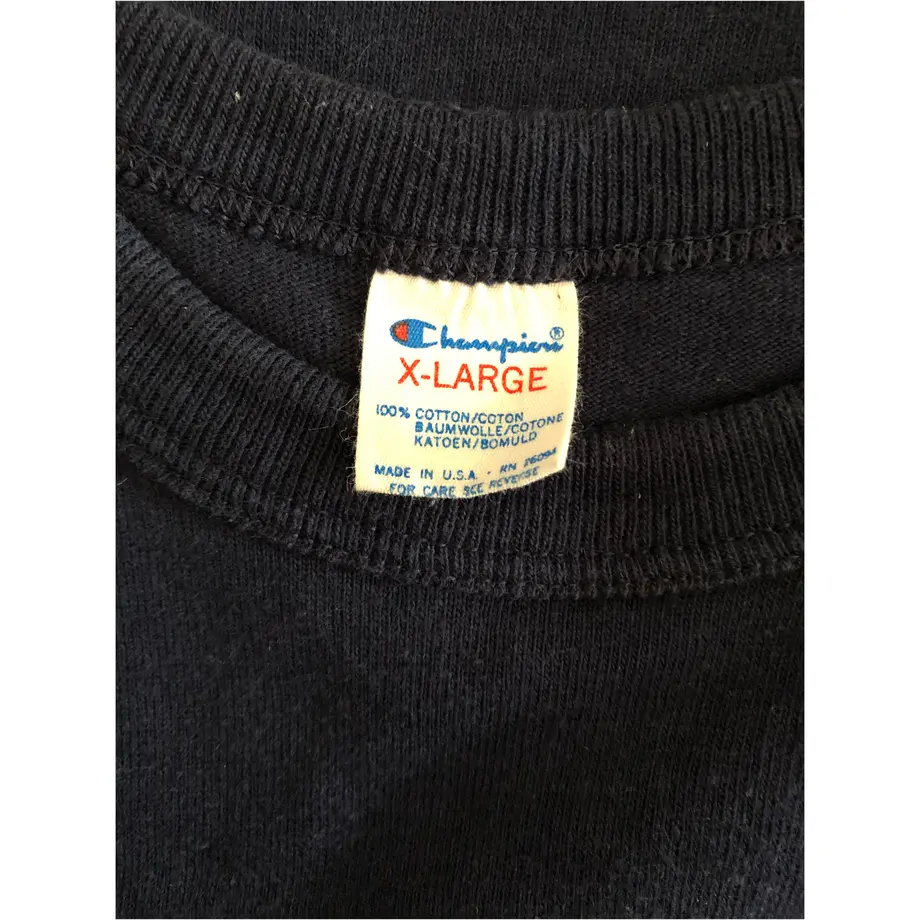 Champion®
X-LARGE
100% COTTON/COTON
BAUMWOLLE/COTONE
KATOEN/BOMULD
MADE IN U.S.A. · RN 26094
FOR CARE SEE REVERSE